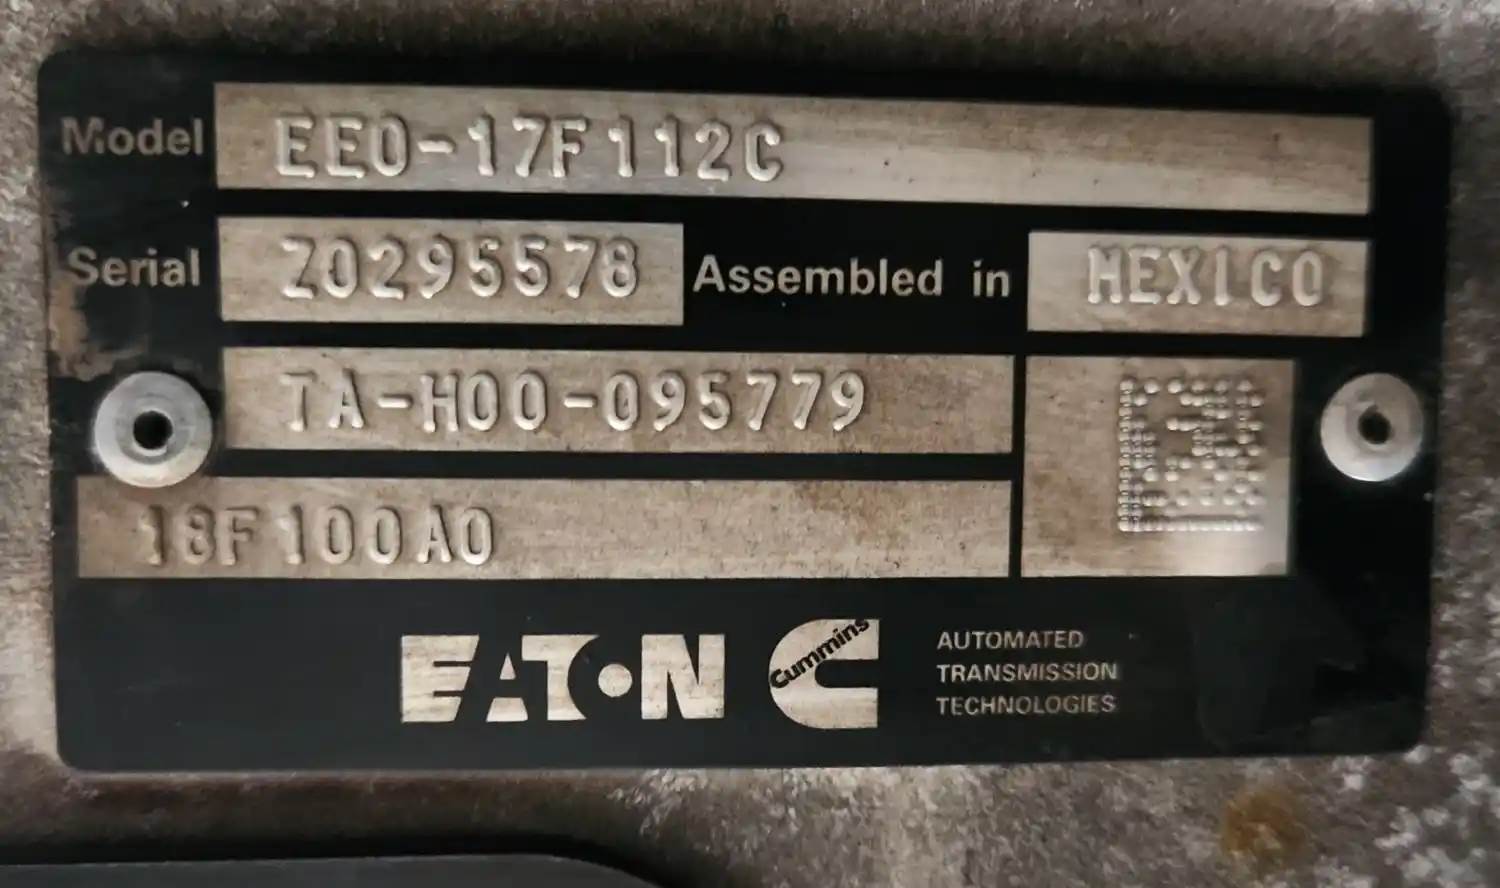 Model EEO-17F112C
Serial Z0295578 Assembled in MEXICO
TA-H00-095779
18F100A0
EATON Cummins AUTOMATED
TRANSMISSION
TECHNOLOGIES